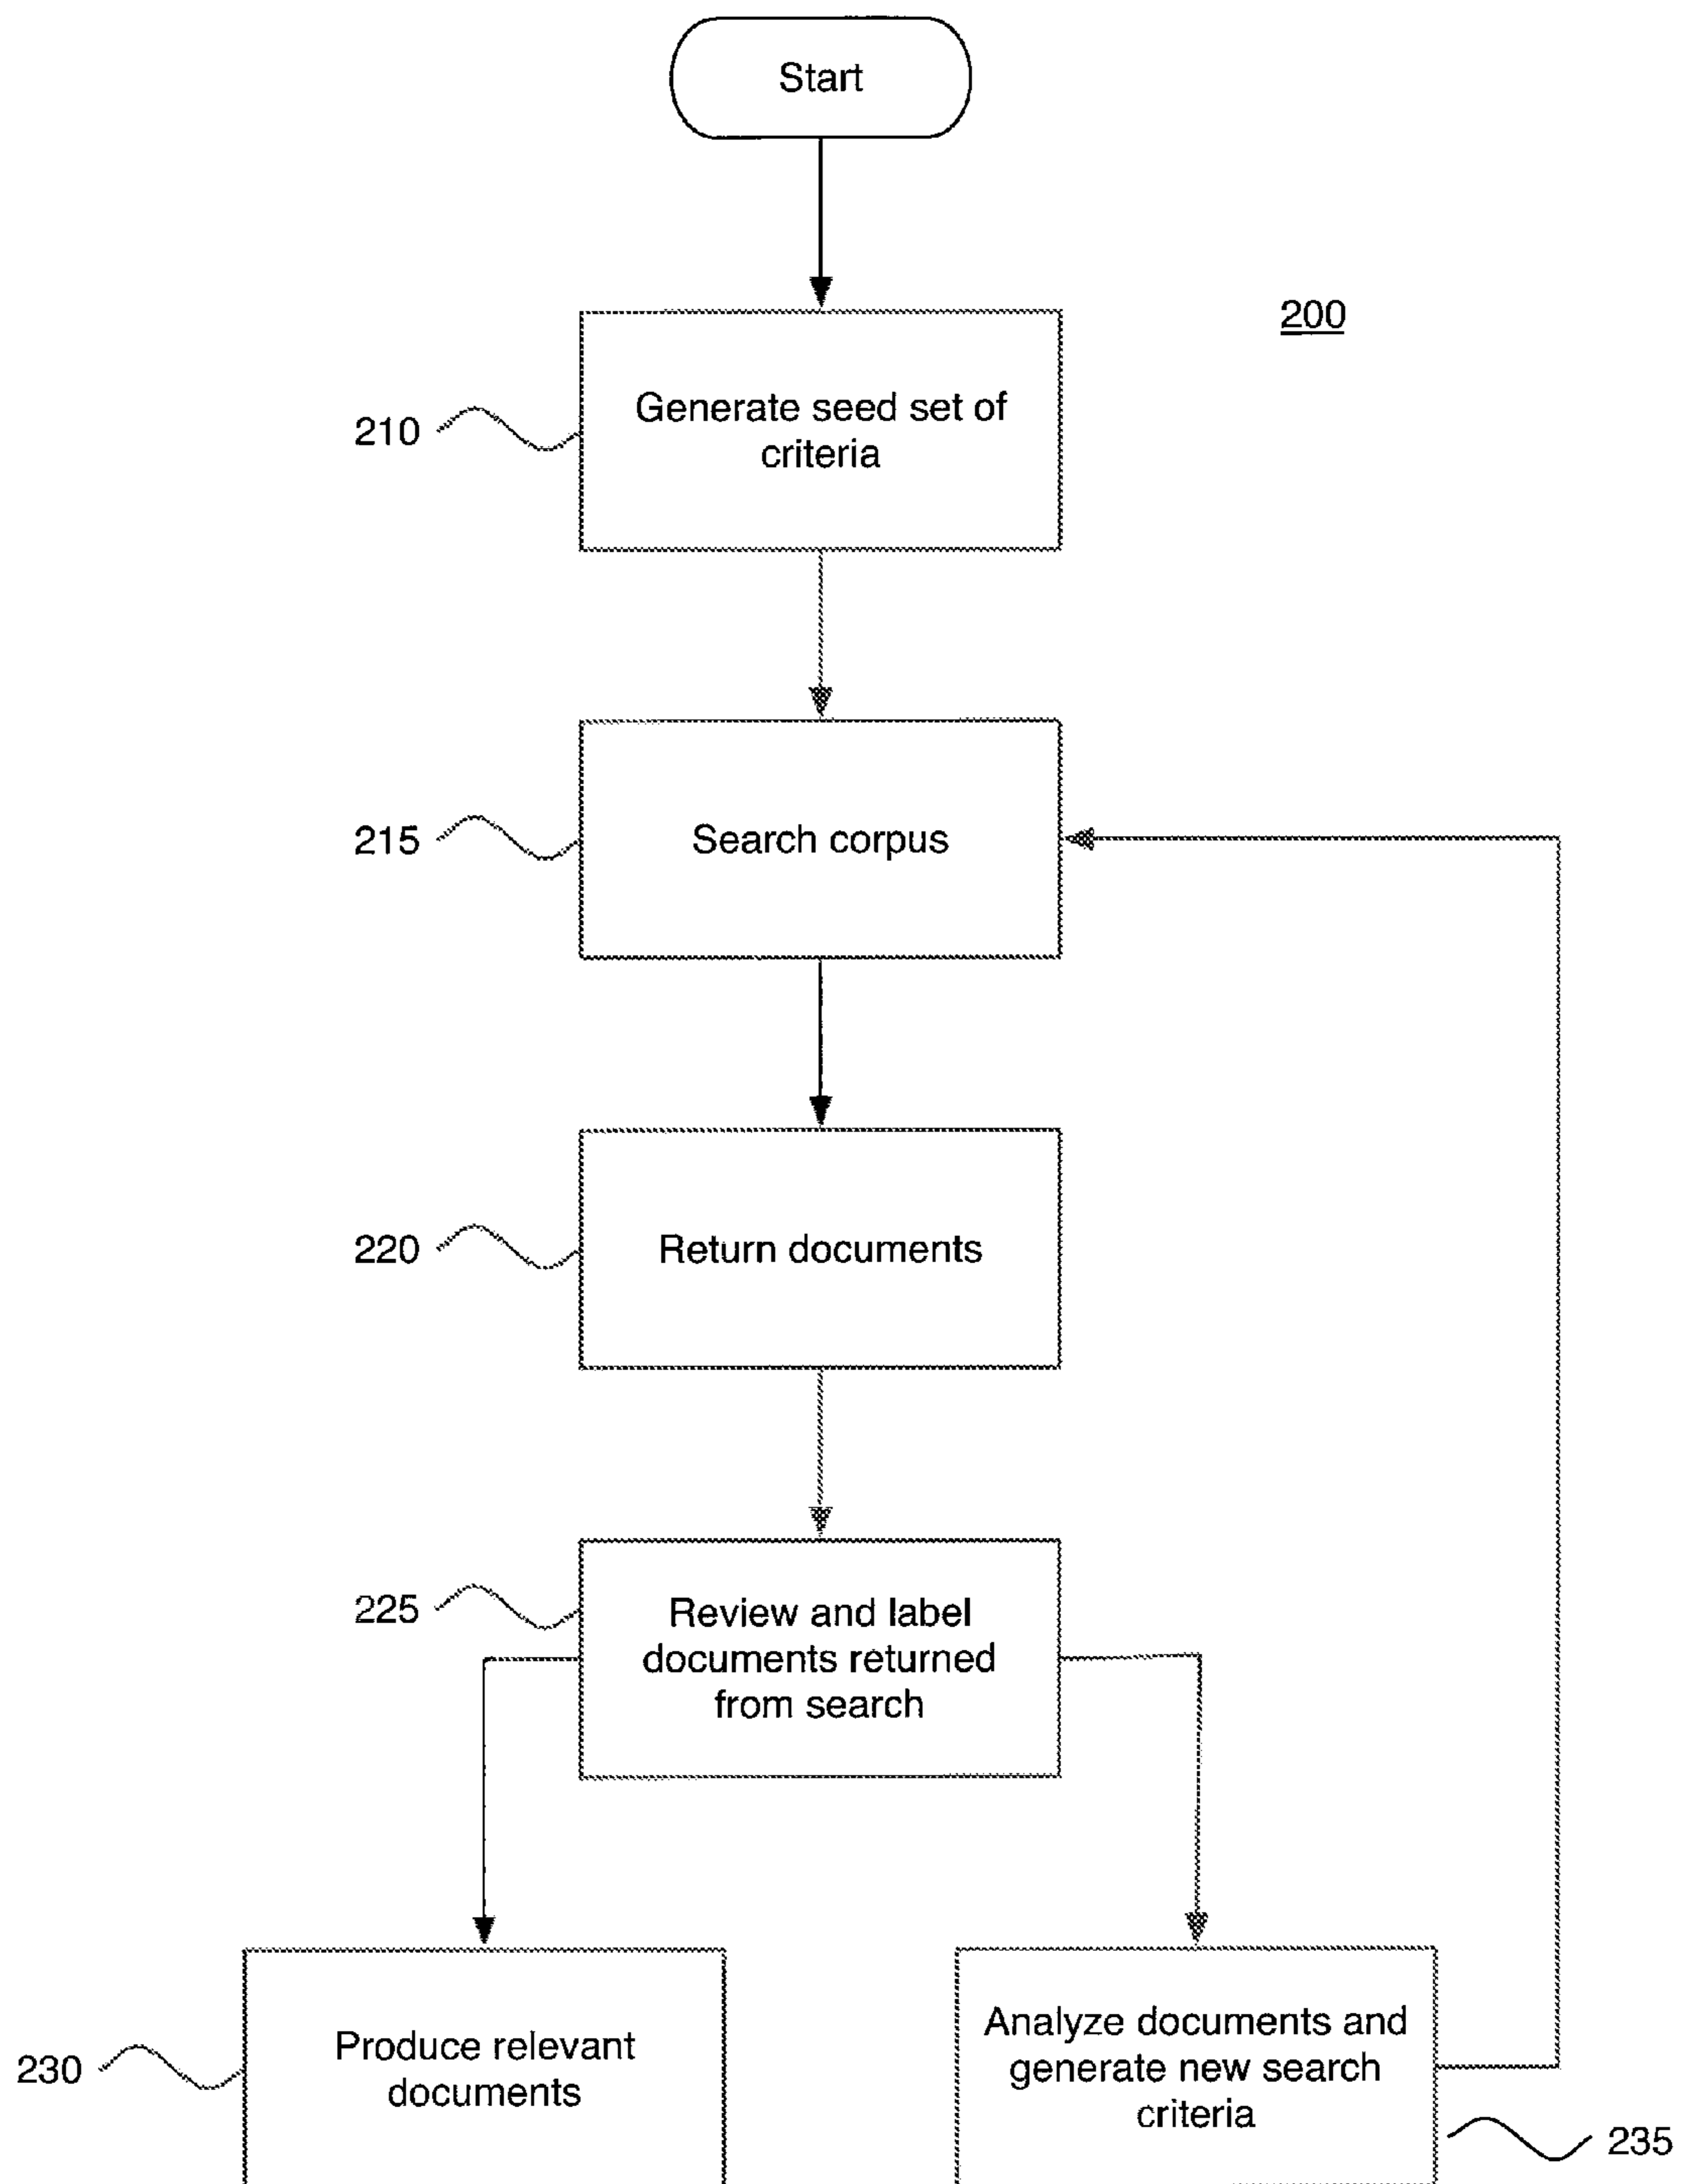 Start
200
210
Generate seed set of
criteria
215
Search corpus
220
Return documents
225
Review and label
documents returned
from search
230
Produce relevant
documents
Analyze documents and
generate new search
criteria
235